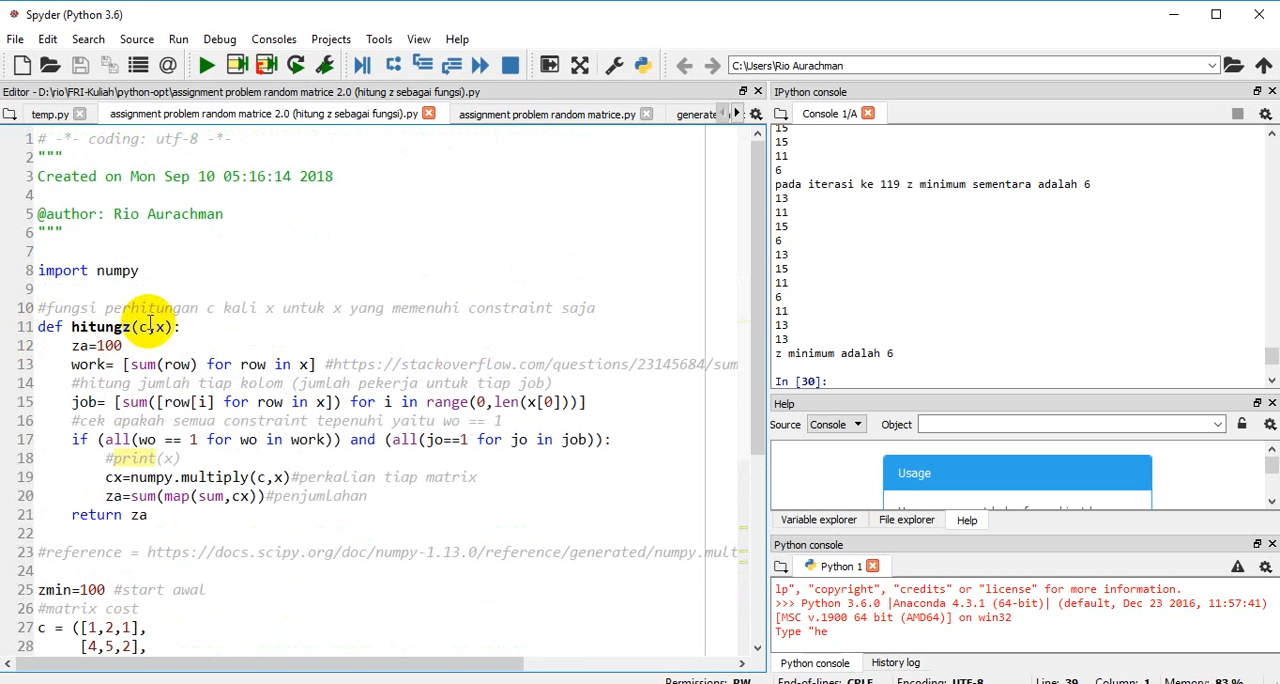 Spyder (Python 3.6)
File Edit Search Source Run Debug Consoles Projects Tools View Help
C:\Users\Rio Aurachman
Editor - D:\rio\FRI-Kuliah\python-opt\assignment problem random matrice 2.0 (hitung z sebagai fungsi).py
temp.py assignment problem random matrice 2.0 (hitung z sebagai fungsi).py assignment problem random matrice.py
1 # -*- coding: utf-8 -*-
2 """
3 Created on Mon Sep 10 05:16:14 2018
4
5 @author: Rio Aurachman
6 """
7
8 import numpy
9
10 #fungsi perhitungan c kali x untuk x yang memenuhi constraint saja
11 def hitungz(c,x):
12 za=100
13 work= [sum(row) for row in x] #https://stackoverflow.com/questions/23145684/sum
14 #hitung jumlah tiap kolom (jumlah pekerja untuk tiap job)
15 job= [sum([row[i] for row in x]) for i in range(0,len(x[0]))]
16 #cek apakah semua constraint tepenuhi yaitu wo == 1
17 if (all(wo == 1 for wo in work)) and (all(jo==1 for jo in job)):
18 #print(x)
19 cx=numpy.multiply(c,x)#perkalian tiap matrix
20 za=sum(map(sum,cx))#penjumlahan
21 return za
22
23 #reference = https://docs.scipy.org/doc/numpy-1.13.0/reference/generated/numpy.mult
24
25 zmin=100 #start awal
26 #matrix cost
27 c = ([1,2,1],
28 [4,5,2],
IPython console
Console 1/A
15
15
11
6
pada iterasi ke 119 z minimum sementara adalah 6
13
11
15
6
13
15
11
6
11
13
13
z minimum adalah 6
In [30]:
Help
Source Console Object
Usage
Variable explorer File explorer Help
Python console
Python 1
lp", "copyright", "credits" or "license" for more information.
>>> Python 3.6.0 |Anaconda 4.3.1 (64-bit)| (default, Dec 23 2016, 11:57:41)
[MSC v.1900 64 bit (AMD64)] on win32
Type "he
Python console History log
Permissions: RW End-of-lines: CRLF Encoding: UTF-8 Line: 39 Column: 1 Memory: 83 %